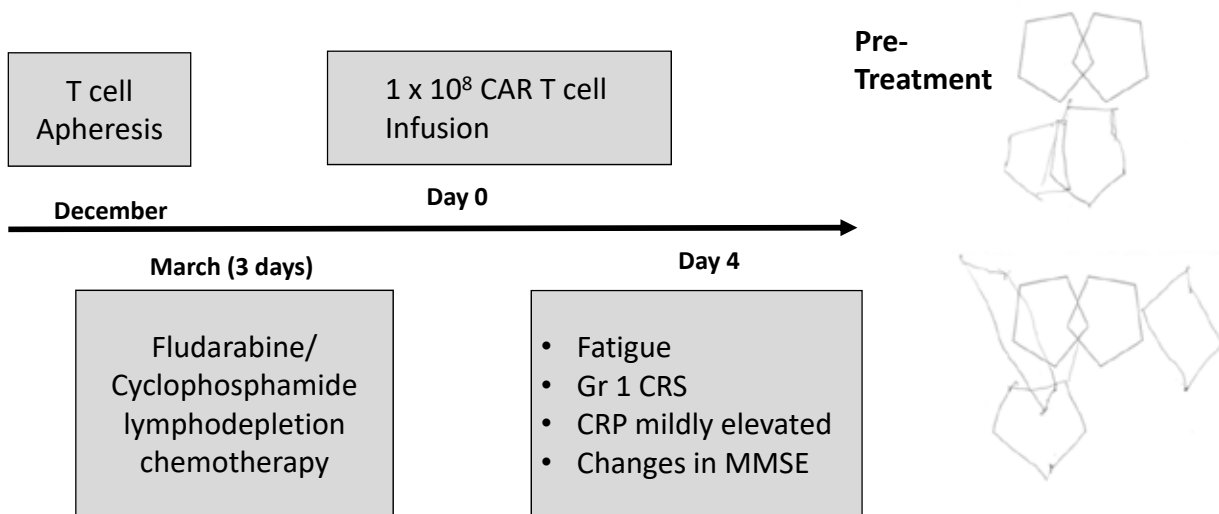 T cell
Apheresis
1 x 10⁸ CAR T cell
Infusion
Pre-
Treatment
December
Day 0
March (3 days)
Day 4
Fludarabine/
Cyclophosphamide
lymphodepletion
chemotherapy
• Fatigue
• Gr 1 CRS
• CRP mildly elevated
• Changes in MMSE